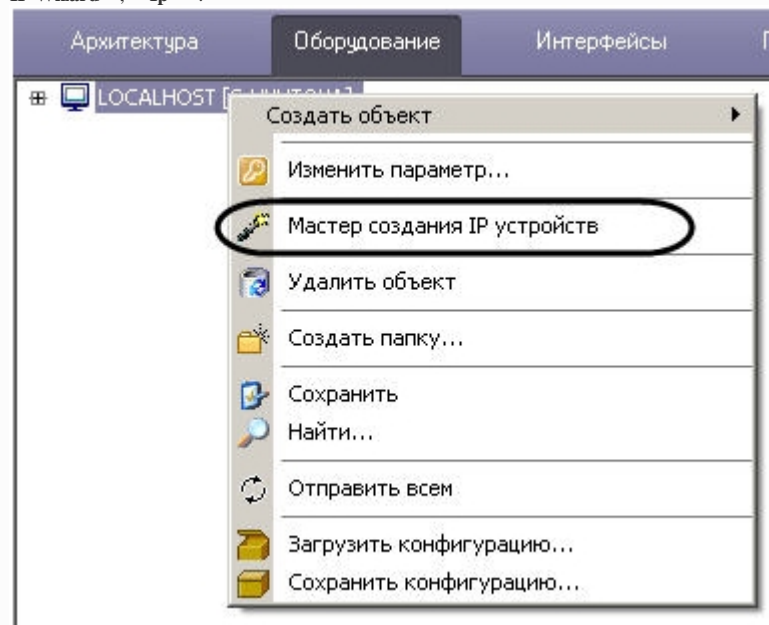 Архитектура Оборудование Интерфейсы
LOCALHOST
Создать объект
Изменить параметр...
Мастер создания IP устройств
Удалить объект
Создать папку...
Сохранить
Найти...
Отправить всем
Загрузить конфигурацию...
Сохранить конфигурацию...